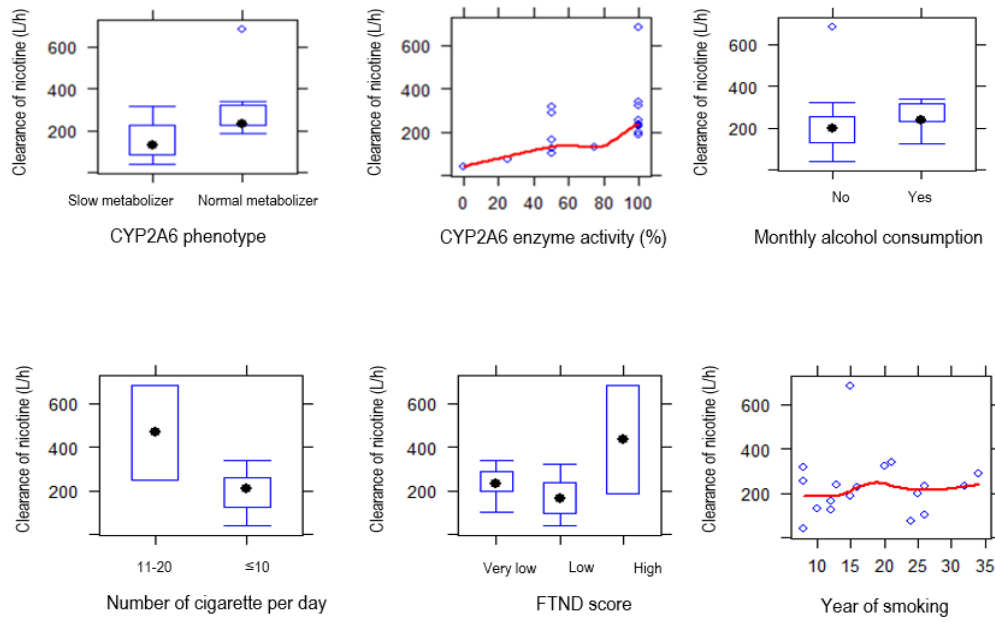 Clearance of nicotine (L/h)
600
400
200
Slow metabolizer Normal metabolizer
CYP2A6 phenotype
Clearance of nicotine (L/h)
600
400
200
0 20 40 60 80 100
CYP2A6 enzyme activity (%)
Clearance of nicotine (L/h)
600
400
200
No Yes
Monthly alcohol consumption
Clearance of nicotine (L/h)
600
400
200
11-20 ≤10
Number of cigarette per day
Clearance of nicotine (L/h)
600
400
200
Very low Low High
FTND score
Clearance of nicotine (L/h)
600
400
200
10 15 20 25 30 35
Year of smoking